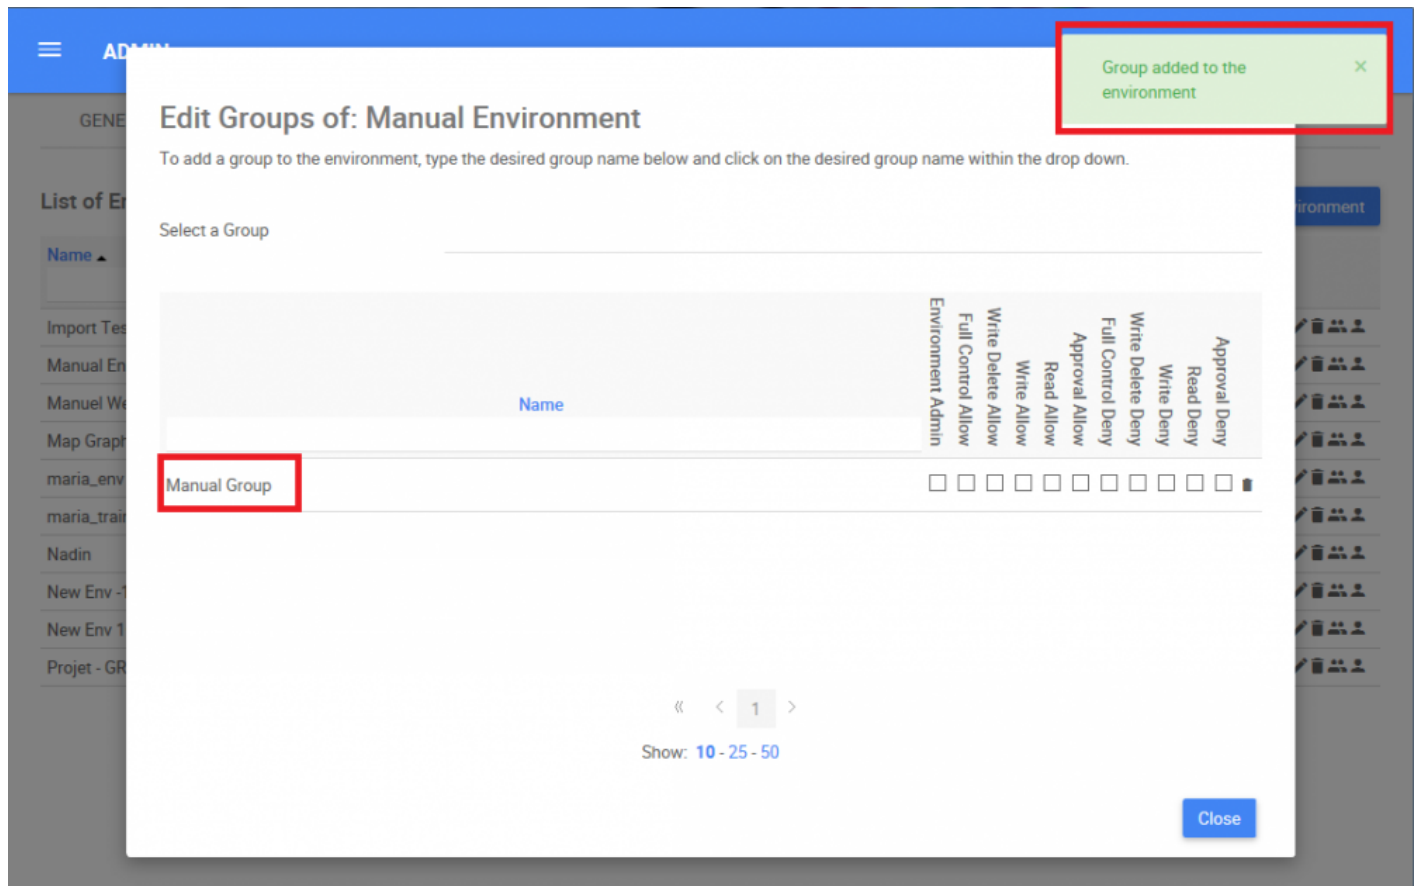 AD
Group added to the
environment
GENE
Edit Groups of: Manual Environment
To add a group to the environment, type the desired group name below and click on the desired group name within the drop down.
List of En
ironment
Select a Group
Name
Name
Environment Admin
Full Control Allow
Write Delete Allow
Write Allow
Read Allow
Approval Allow
Full Control Deny
Write Delete Deny
Write Deny
Read Deny
Approval Deny
Manual Group
Import Tes
Manual En
Manuel We
Map Graph
maria_env
maria_train
Nadin
New Env -1
New Env 1
Projet - GR
« < 1 >
Show: 10 - 25 - 50
Close